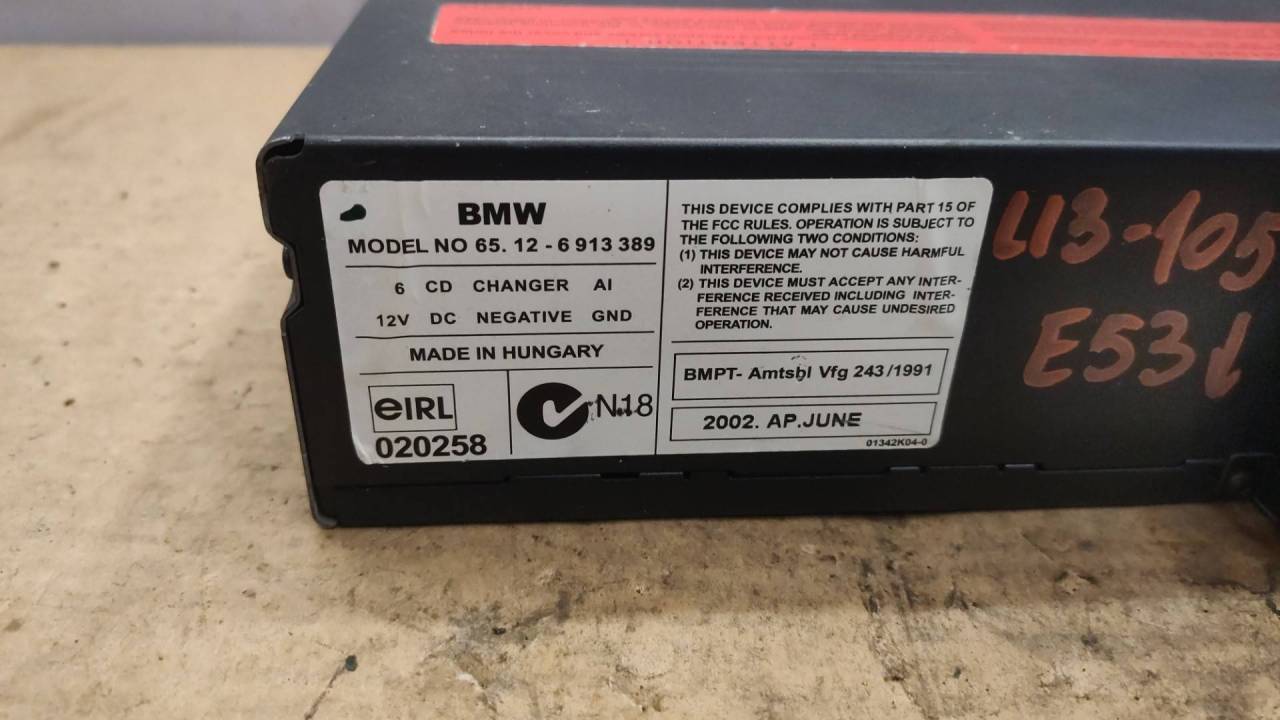 BMW
MODEL NO 65. 12 - 6 913 389
6 CD CHANGER AI
12V DC NEGATIVE GND
MADE IN HUNGARY
eIRL
020258
N18
THIS DEVICE COMPLIES WITH PART 15 OF
THE FCC RULES. OPERATION IS SUBJECT TO
THE FOLLOWING TWO CONDITIONS:
(1) THIS DEVICE MAY NOT CAUSE HARMFUL
INTERFERENCE.
(2) THIS DEVICE MUST ACCEPT ANY INTER-
FERENCE RECEIVED INCLUDING INTER-
FERENCE THAT MAY CAUSE UNDESIRED
OPERATION.
BMPT- Amtsbl Vfg 243/1991
2002. AP.JUNE
01342K04-0
E53